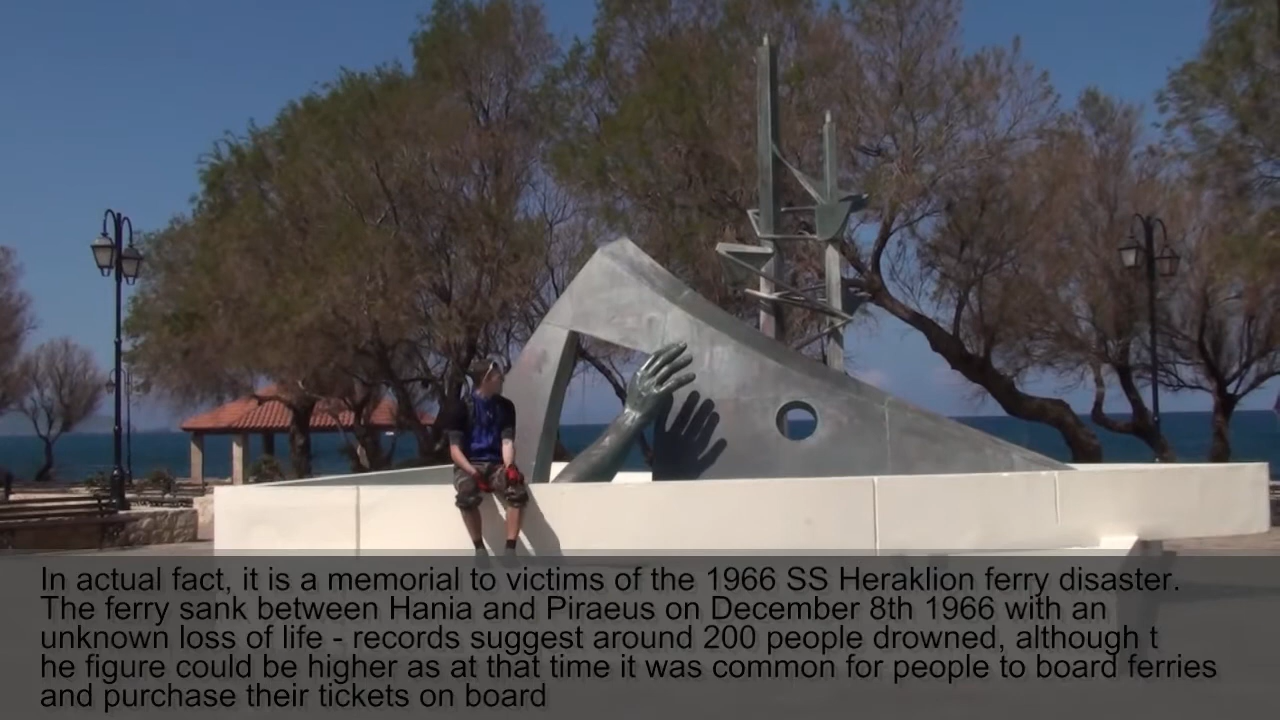 In actual fact, it is a memorial to victims of the 1966 SS Heraklion ferry disaster.
The ferry sank between Hania and Piraeus on December 8th 1966 with an
unknown loss of life - records suggest around 200 people drowned, although t
he figure could be higher as at that time it was common for people to board ferries
and purchase their tickets on board